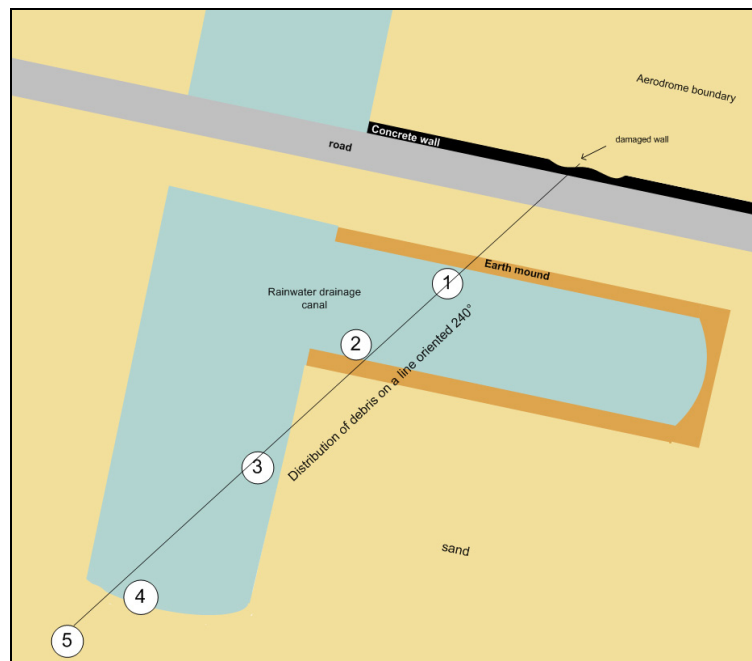 Aerodrome boundary
Concrete wall
damaged wall
road
Earth mound
1
Rainwater drainage
canal
2
Distribution of debris on a line oriented 240°
3
sand
4
5